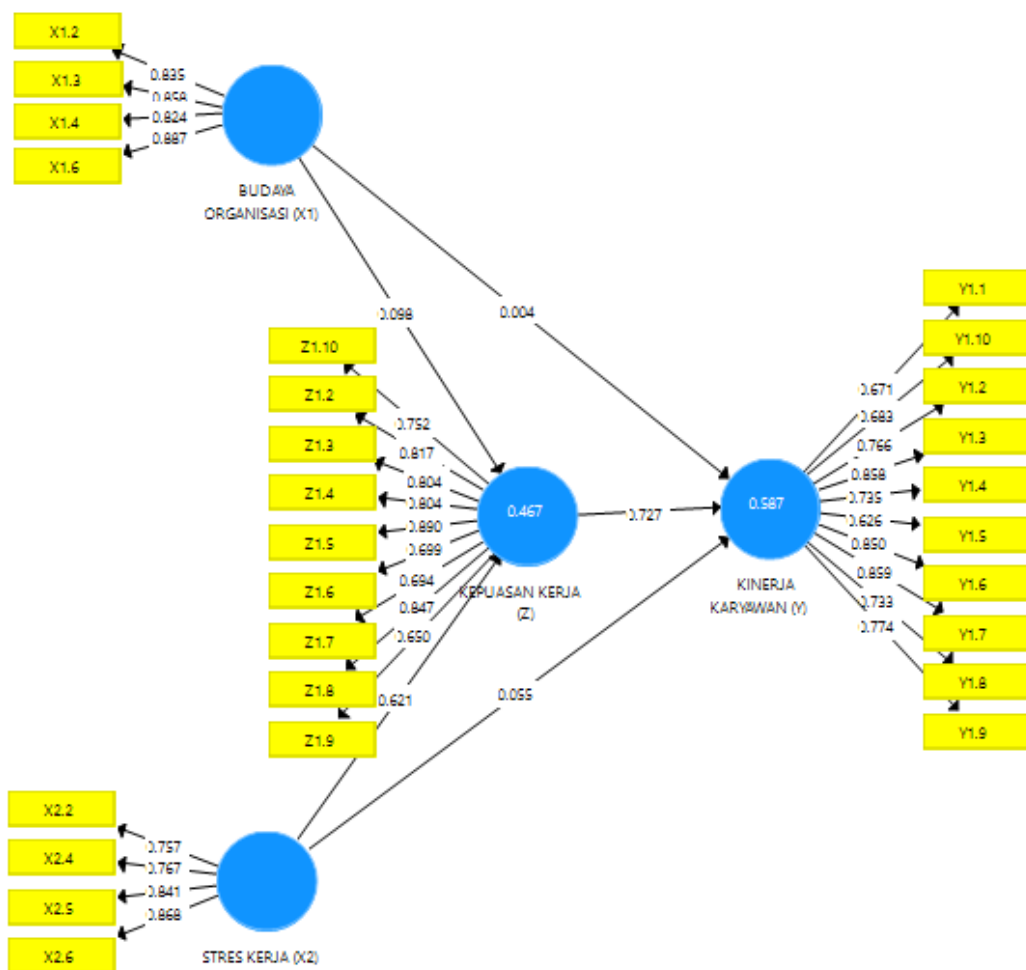 X1.2
X1.3
X1.4
X1.6
0.835
0.858
0.824
0.887
BUDAYA
ORGANISASI (X1)
0.098
0.004
Z1.10
Z1.2
Z1.3
Z1.4
Z1.5
Z1.6
Z1.7
Z1.8
Z1.9
0.752
0.817
0.804
0.804
0.890
0.699
0.694
0.847
0.650
0.621
0.467
KEPUASAN KERJA
(Z)
0.727
0.587
KINERJA
KARYAWAN (Y)
0.055
Y1.1
Y1.10
Y1.2
Y1.3
Y1.4
Y1.5
Y1.6
Y1.7
Y1.8
Y1.9
0.671
0.683
0.766
0.858
0.735
0.626
0.850
0.859
0.733
0.774
X2.2
X2.4
X2.5
X2.6
0.757
0.767
0.841
0.868
STRES KERJA (X2)